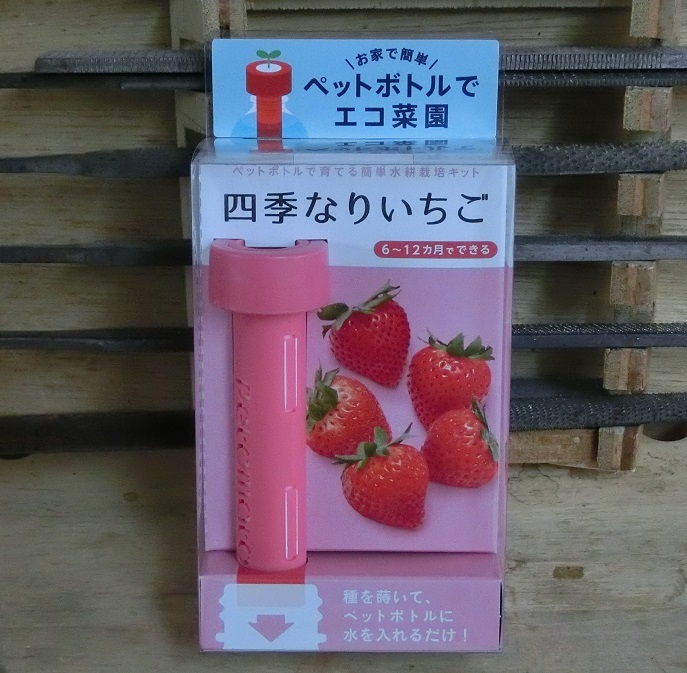 \お家で簡単/
ペットボトルで
エコ菜園
ペットボトルで育てる簡単水耕栽培キット
四季なりいちご
6〜12カ月でできる
Petomato
種を蒔いて、
ペットボトルに
水を入れるだけ！